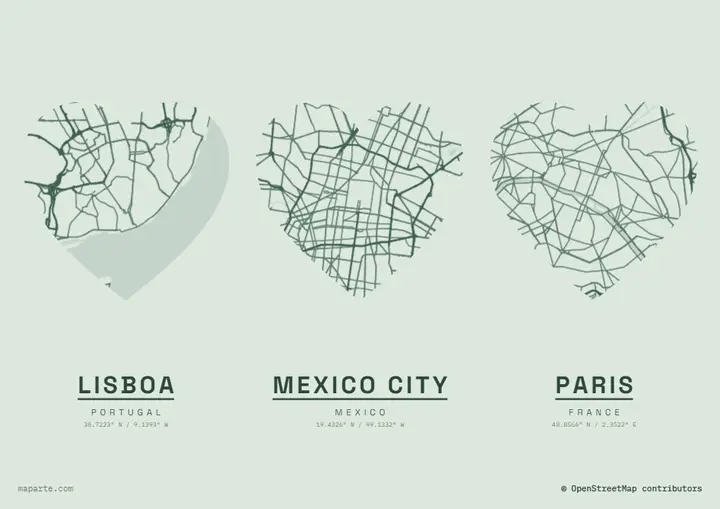 LISBOA
PORTUGAL
38.7223° N / 9.1393° W
MEXICO CITY
MEXICO
19.4326° N / 99.1332° W
PARIS
FRANCE
48.8566° N / 2.3522° E
maparte.com
© OpenStreetMap contributors